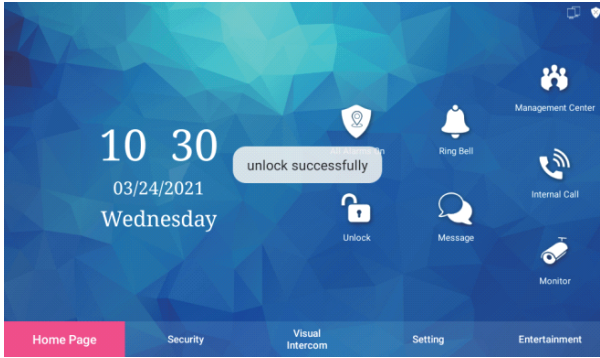 Management Center
10 30
Ring Bell
unlock successfully
03/24/2021
Internal Call
Wednesday
Unlock
Message
Monitor
Home Page
Security
Visual
Intercom
Setting
Entertainment